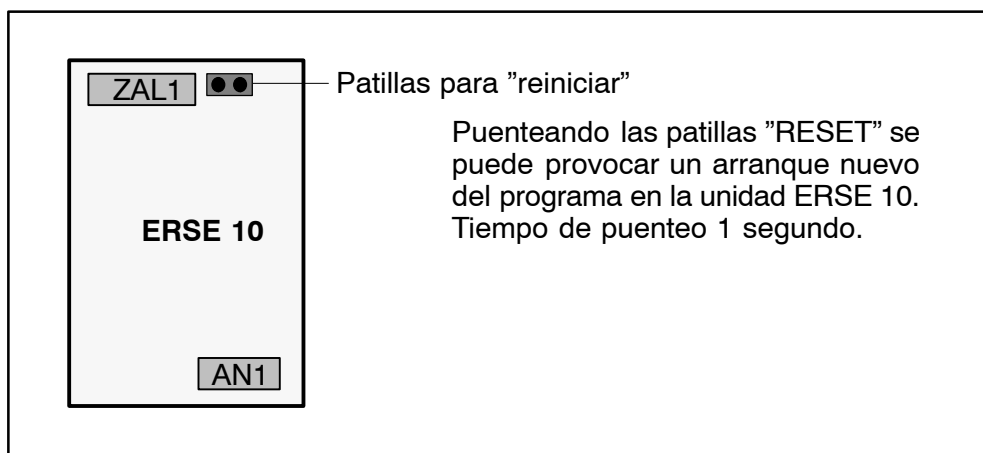 ZAL1
Patillas para ”reiniciar”
Puenteando las patillas ”RESET” se
puede provocar un arranque nuevo
del programa en la unidad ERSE 10.
Tiempo de puenteo 1 segundo.
ERSE 10
AN1